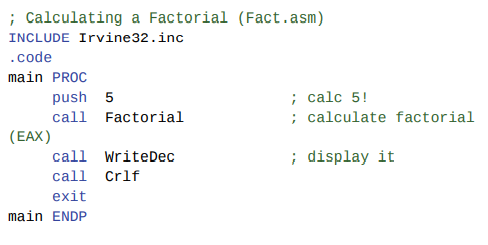 ; Calculating a Factorial (Fact.asm)
INCLUDE Irvine32.inc
.code
main PROC
push 5 ; calc 5!
call Factorial ; calculate factorial
(EAX)
call WriteDec ; display it
call Crlf
exit
main ENDP